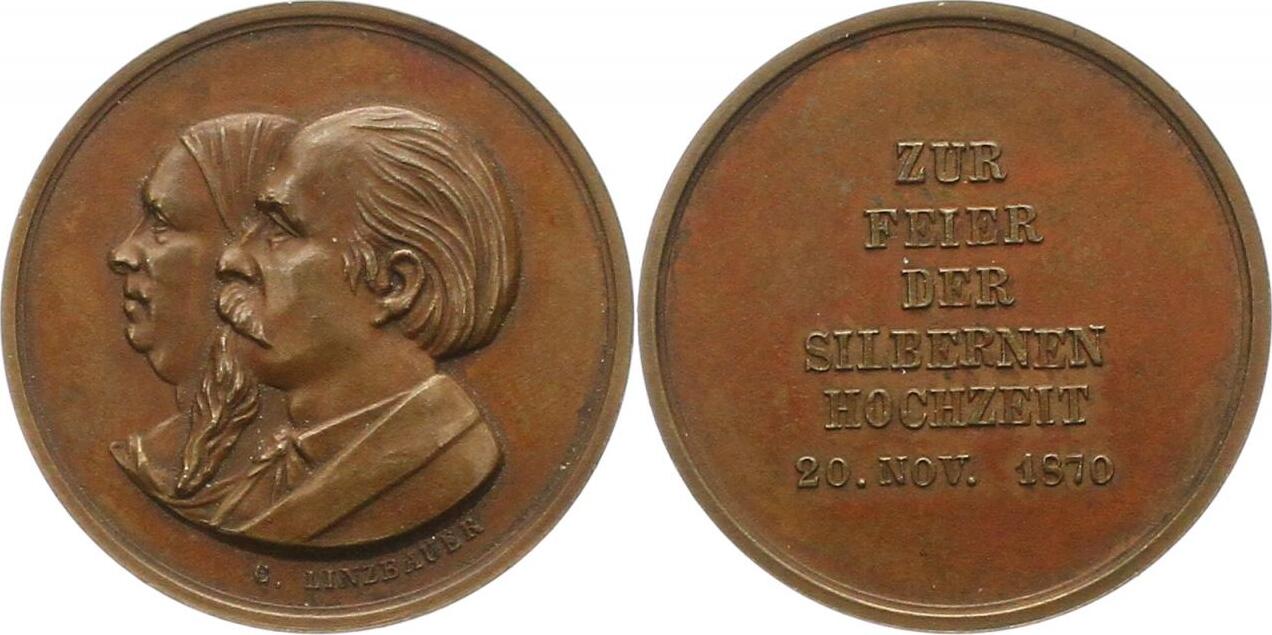 C. LINZBAUER
ZUR
FEIER
DER
SILBERNEN
HOCHZEIT
20. NOV. 1870